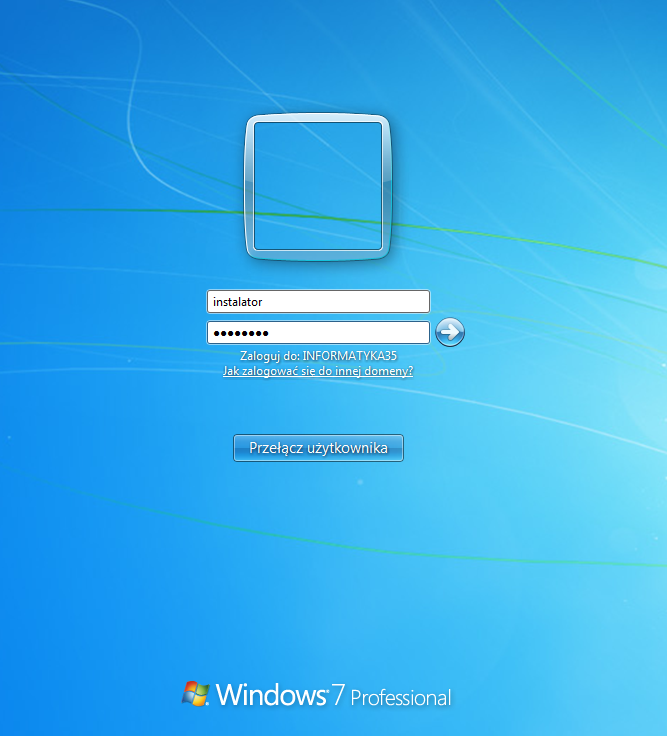 instalator
●●●●●●●●
Zaloguj do: INFORMATYKA35
Jak zalogować się do innej domeny?
Przełącz użytkownika
Windows 7 Professional